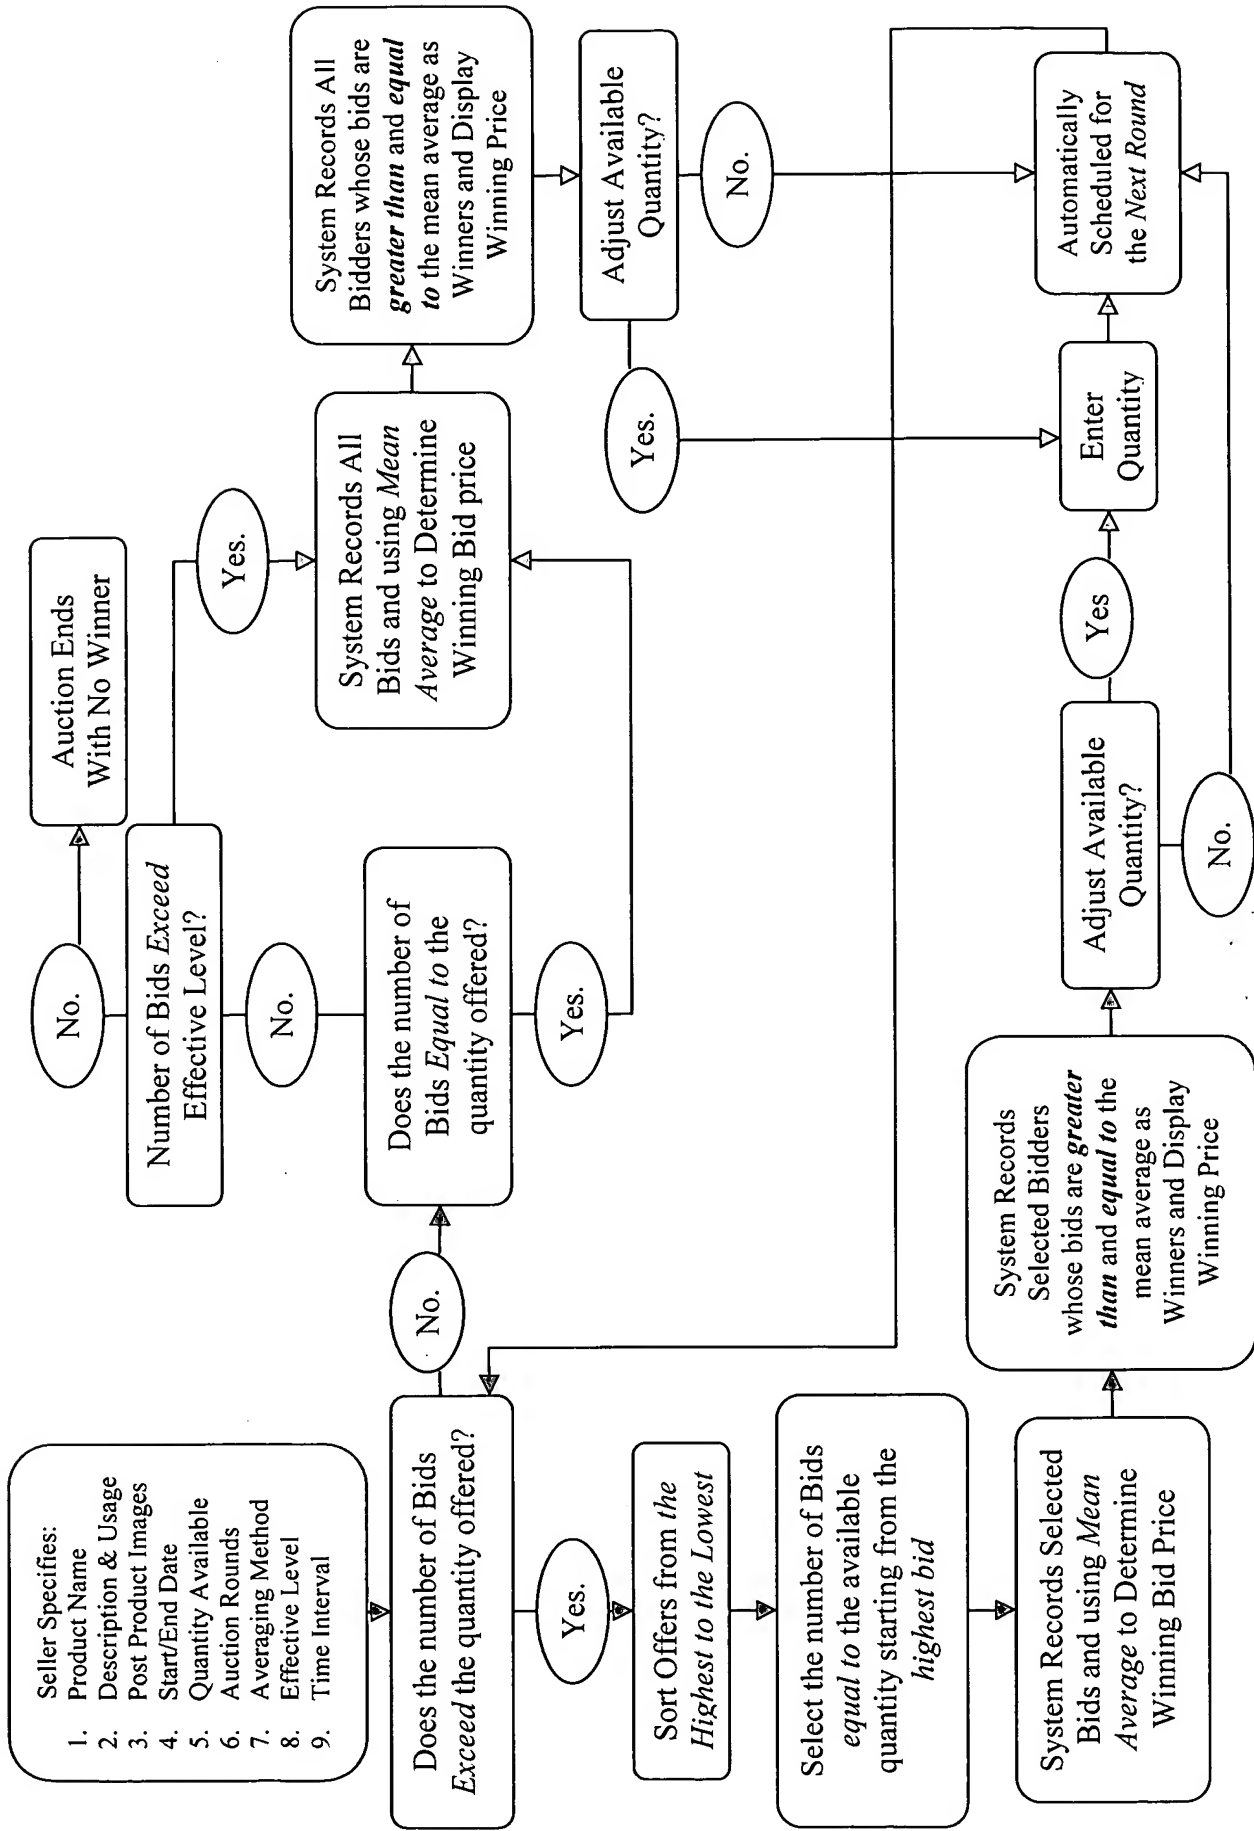 Seller Specifies:
1. Product Name
2. Description & Usage
3. Post Product Images
4. Start/End Date
5. Quantity Available
6. Auction Rounds
7. Averaging Method
8. Effective Level
9. Time Interval
Does the number of Bids
Exceed the quantity offered?
No.
Yes.
Does the number of
Bids Equal to the
quantity offered?
No.
Yes.
Number of Bids Exceed
Effective Level?
No.
Yes.
Auction Ends
With No Winner
System Records All
Bids and using Mean
Average to Determine
Winning Bid price
System Records All
Bidders whose bids are
greater than and equal
to the mean average as
Winners and Display
Winning Price
Adjust Available
Quantity?
Yes.
No.
Sort Offers from the
Highest to the Lowest
Select the number of Bids
equal to the available
quantity starting from the
highest bid
System Records Selected
Bids and using Mean
Average to Determine
Winning Bid Price
System Records
Selected Bidders
whose bids are greater
than and equal to the
mean average as
Winners and Display
Winning Price
Adjust Available
Quantity?
Yes
No.
Enter
Quantity
Automatically
Scheduled for
the Next Round